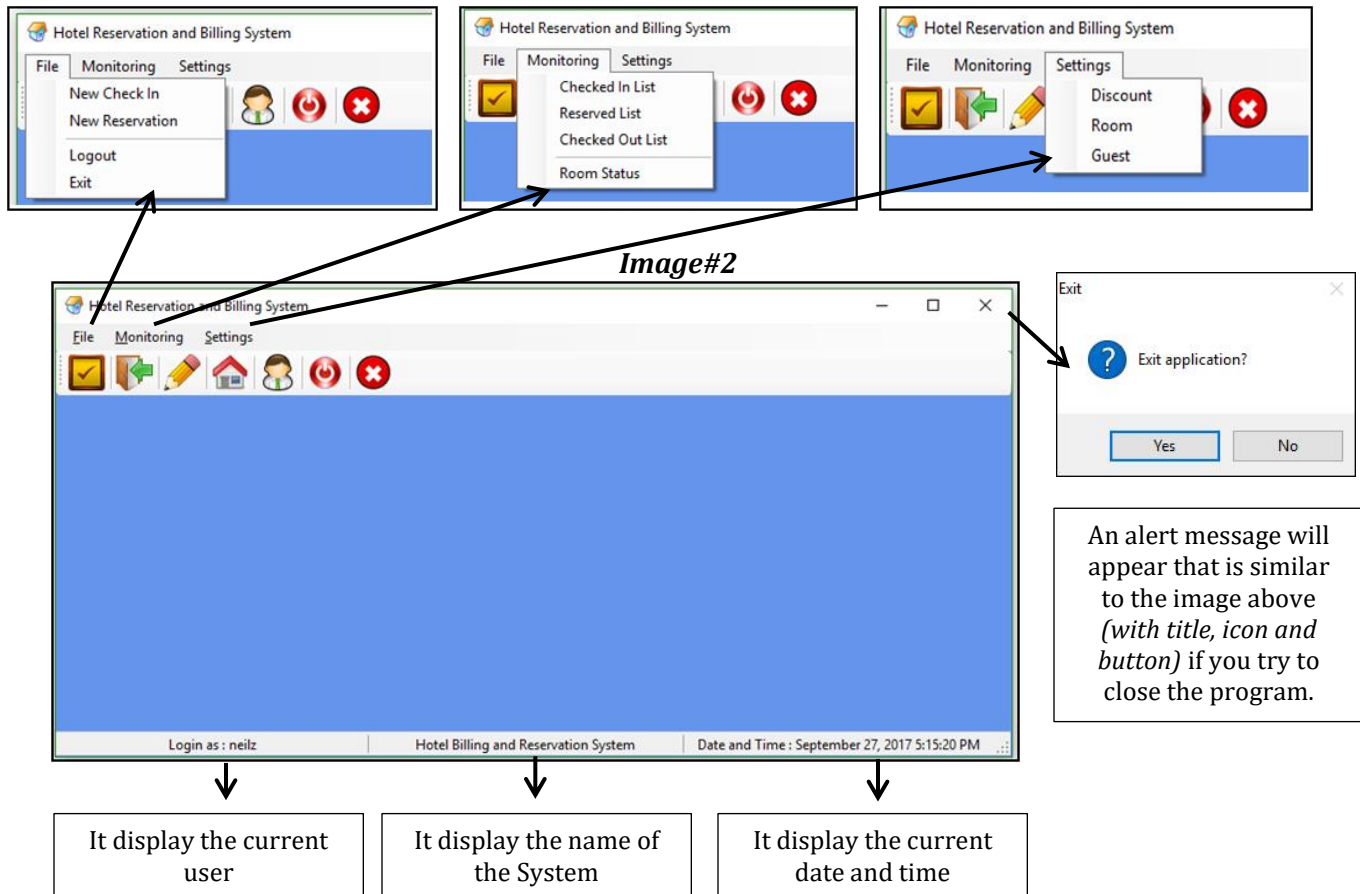 Hotel Reservation and Billing System
File Monitoring Settings
New Check In
New Reservation
Logout
Exit
Hotel Reservation and Billing System
File Monitoring Settings
Checked In List
Reserved List
Checked Out List
Room Status
Hotel Reservation and Billing System
File Monitoring Settings
Discount
Room
Guest
Image#2
Hotel Reservation and Billing System
File Monitoring Settings
Login as : neilz
Hotel Billing and Reservation System
Date and Time : September 27, 2017 5:15:20 PM
Exit
Exit application?
Yes No
An alert message will
appear that is similar
to the image above
(with title, icon and
button) if you try to
close the program.
It display the current
user
It display the name of
the System
It display the current
date and time